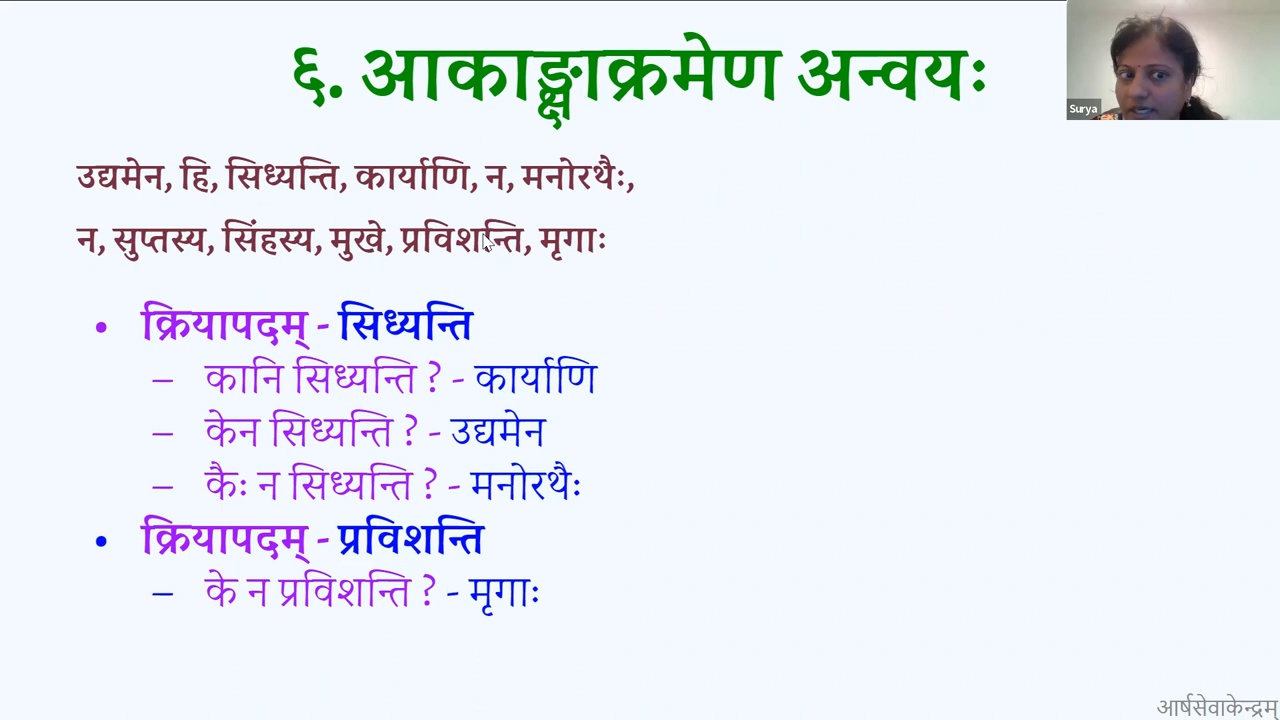 ६. आकाङ्क्षाक्रमेण अन्वयः
Surya
उद्यमेन, हि, सिध्यन्ति, कार्याणि, न, मनोरथैः,
न, सुप्तस्य, सिंहस्य, मुखे, प्रविशन्ति, मृगाः
• क्रियापदम् - सिध्यन्ति
– कानि सिध्यन्ति ? - कार्याणि
– केन सिध्यन्ति ? - उद्यमेन
– कैः न सिध्यन्ति ? - मनोरथैः
• क्रियापदम् - प्रविशन्ति
– के न प्रविशन्ति ? - मृगाः
आर्षसेवाकेन्द्रम्